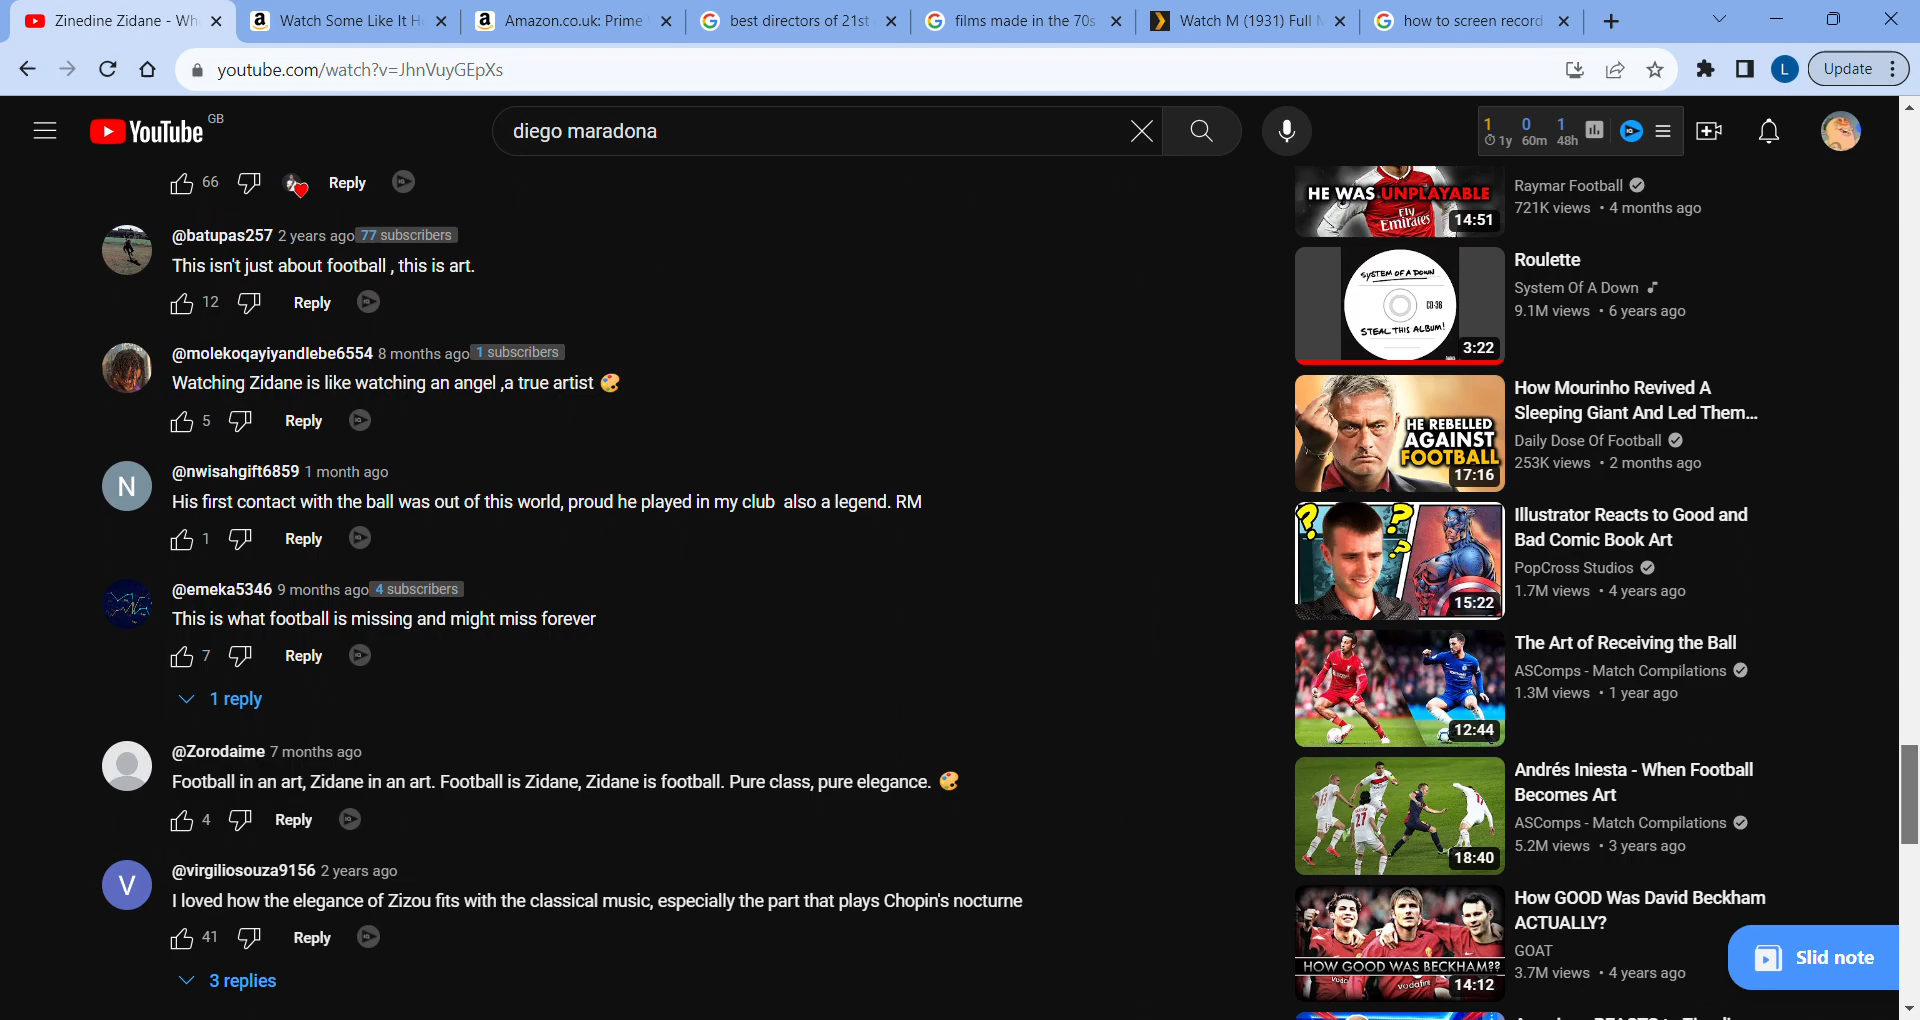 Zinedine Zidane - Wh
Watch Some Like It H
Amazon.co.uk: Prime
best directors of 21st
films made in the 70s
Watch M (1931) Full
how to screen record
youtube.com/watch?v=JhnVuyGEpXs
L
Update
YouTube GB
diego maradona
1 0 1
1y 60m 48h
66 Reply
@batupas257 2 years ago 77 subscribers
This isn't just about football , this is art.
12 Reply
@molekoqayiyandlebe6554 8 months ago 1 subscribers
Watching Zidane is like watching an angel ,a true artist 🎨
5 Reply
N
@nwisahgift6859 1 month ago
His first contact with the ball was out of this world, proud he played in my club also a legend. RM
1 Reply
@emeka5346 9 months ago 4 subscribers
This is what football is missing and might miss forever
7 Reply
1 reply
@Zorodaime 7 months ago
Football in an art, Zidane in an art. Football is Zidane, Zidane is football. Pure class, pure elegance. 🎨
4 Reply
V
@virgiliosouza9156 2 years ago
I loved how the elegance of Zizou fits with the classical music, especially the part that plays Chopin's nocturne
41 Reply
3 replies
HE WAS UNPLAYABLE
Fly
Emirates
14:51
Raymar Football
721K views • 4 months ago
SYSTEM OF A DOWN
CD-36
STEAL THIS ALBUM!
3:22
Roulette
System Of A Down
9.1M views • 6 years ago
HE REBELLED
AGAINST
FOOTBALL
17:16
How Mourinho Revived A
Sleeping Giant And Led Them...
Daily Dose Of Football
253K views • 2 months ago
? ? ? ?
15:22
Illustrator Reacts to Good and
Bad Comic Book Art
PopCross Studios
1.7M views • 4 years ago
12:44
The Art of Receiving the Ball
ASComps - Match Compilations
1.3M views • 1 year ago
27
18:40
Andrés Iniesta - When Football
Becomes Art
ASComps - Match Compilations
5.2M views • 3 years ago
HOW GOOD WAS BECKHAM??
vodafone
14:12
How GOOD Was David Beckham
ACTUALLY?
GOAT
3.7M views • 4 years ago
Slid note